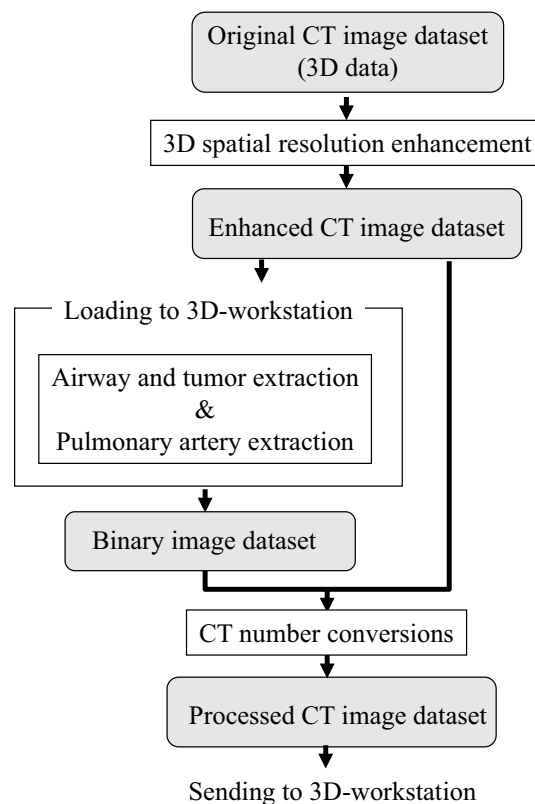 Original CT image dataset
(3D data)
3D spatial resolution enhancement
Enhanced CT image dataset
Loading to 3D-workstation
Airway and tumor extraction
&
Pulmonary artery extraction
Binary image dataset
CT number conversions
Processed CT image dataset
Sending to 3D-workstation